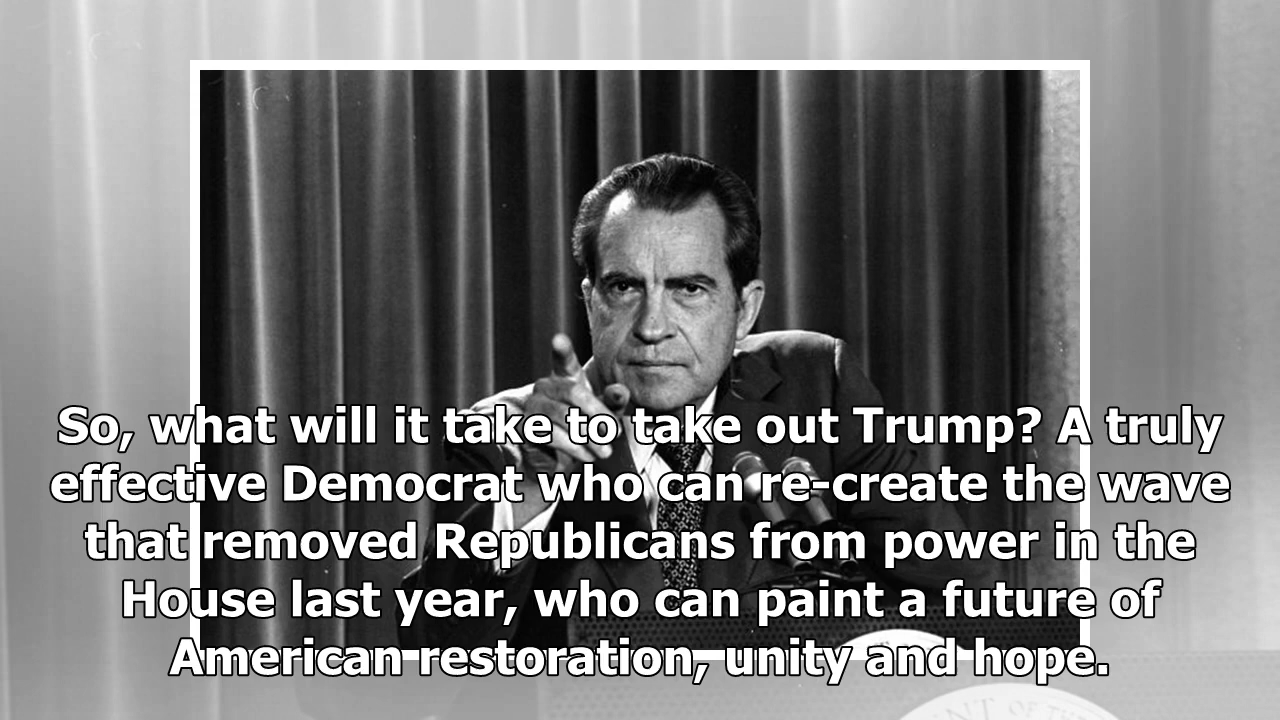 So, what will it take to take out Trump? A truly
effective Democrat who can re-create the wave
that removed Republicans from power in the
House last year, who can paint a future of
American restoration, unity and hope.